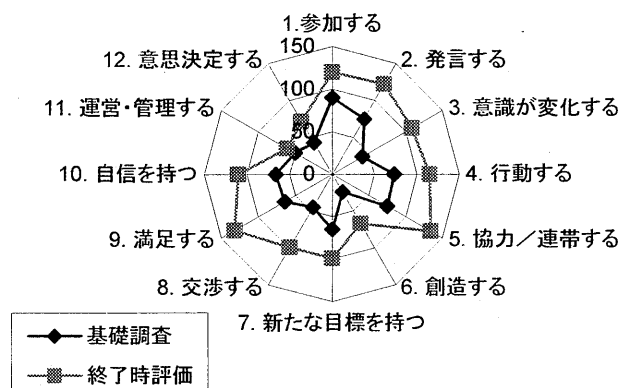 1.参加する
2. 発言する
3. 意識が変化する
4. 行動する
5. 協力／連帯する
6. 創造する
7. 新たな目標を持つ
8. 交渉する
9. 満足する
10. 自信を持つ
11. 運営・管理する
12. 意思決定する
150
100
50
0
基礎調査
終了時評価